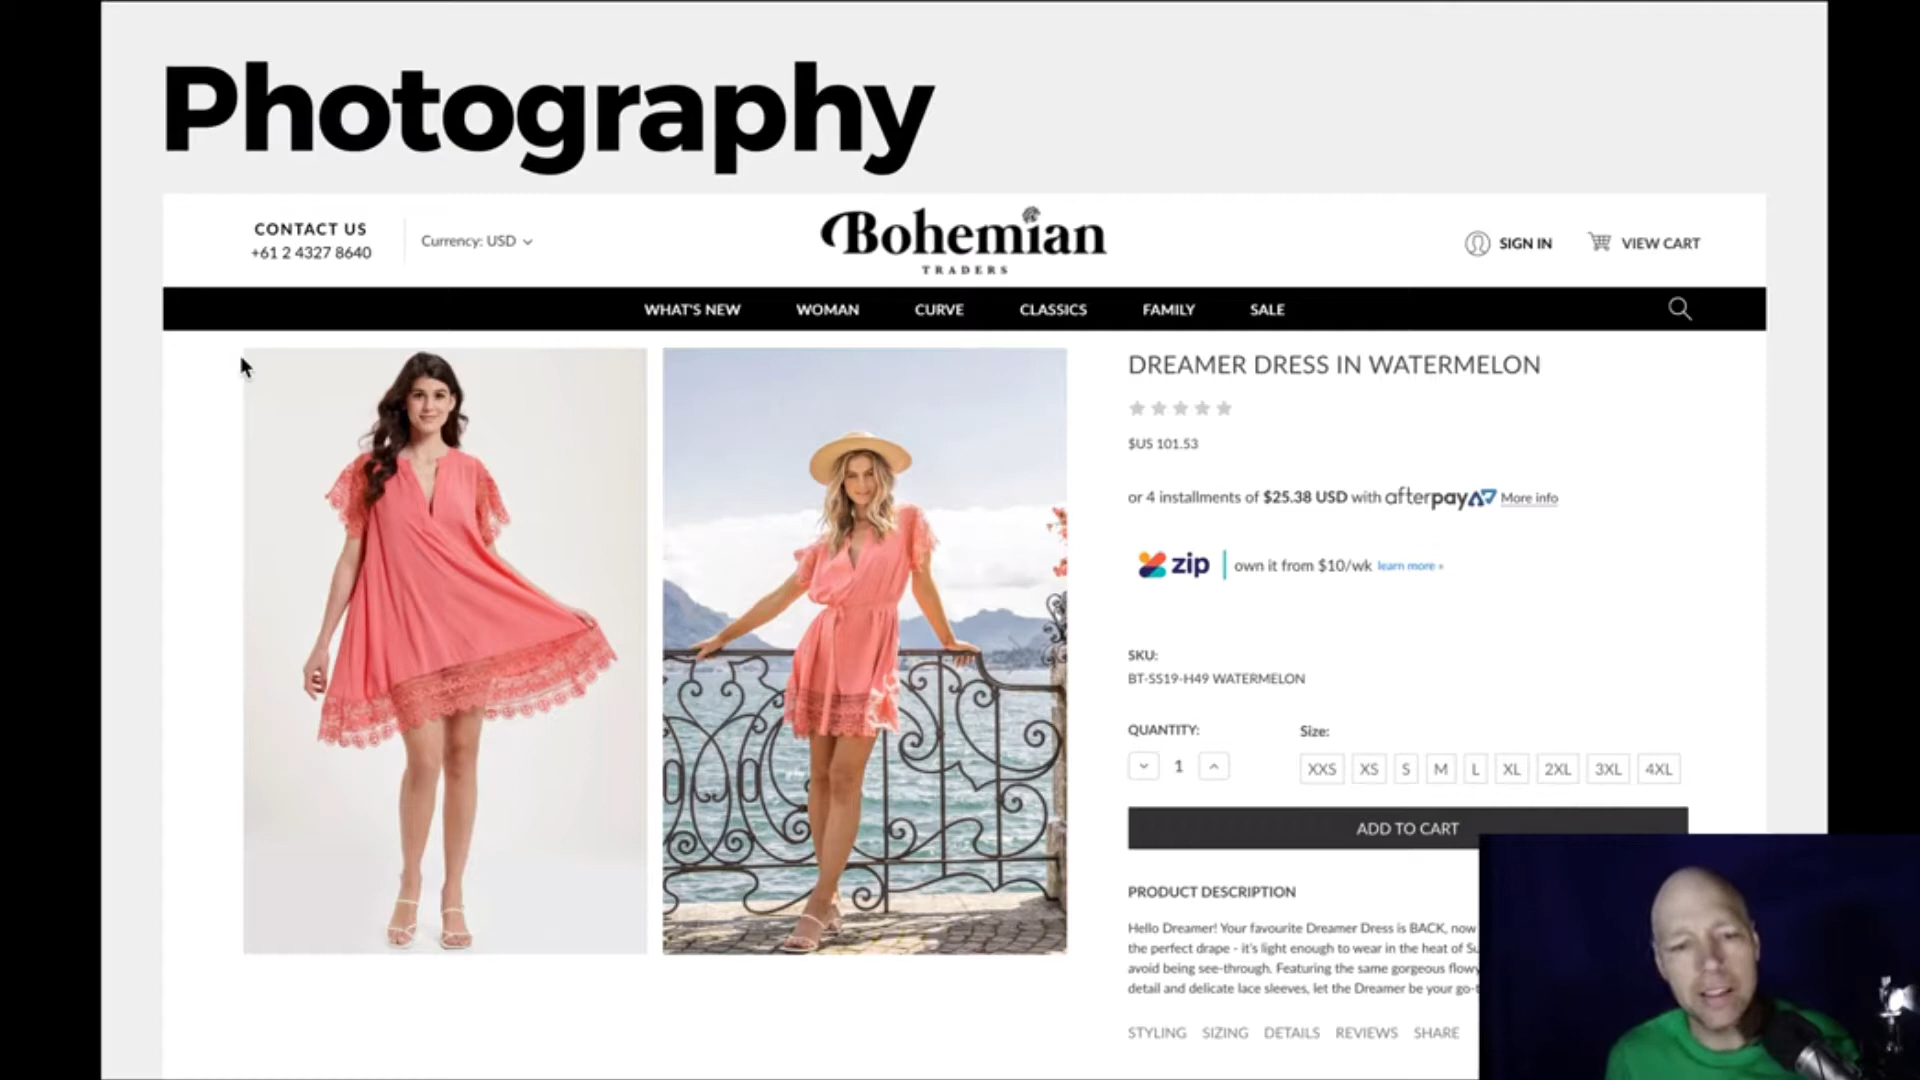 Photography
CONTACT US
+61 2 4327 8640
Currency: USD
Bohemian
TRADERS
SIGN IN
VIEW CART
WHAT'S NEW
WOMAN
CURVE
CLASSICS
FAMILY
SALE
DREAMER DRESS IN WATERMELON
$US 101.53
or 4 installments of $25.38 USD with afterpay More info
zip own it from $10/wk learn more »
SKU:
BT-SS19-H49 WATERMELON
QUANTITY:
1
Size:
XXS XS S M L XL 2XL 3XL 4XL
ADD TO CART
PRODUCT DESCRIPTION
Hello Dreamer! Your favourite Dreamer Dress is BACK, now
the perfect drape - it's light enough to wear in the heat of
avoid being see-through. Featuring the same gorgeous
detail and delicate lace sleeves, let the Dreamer be your
STYLING SIZING DETAILS REVIEWS SHARE